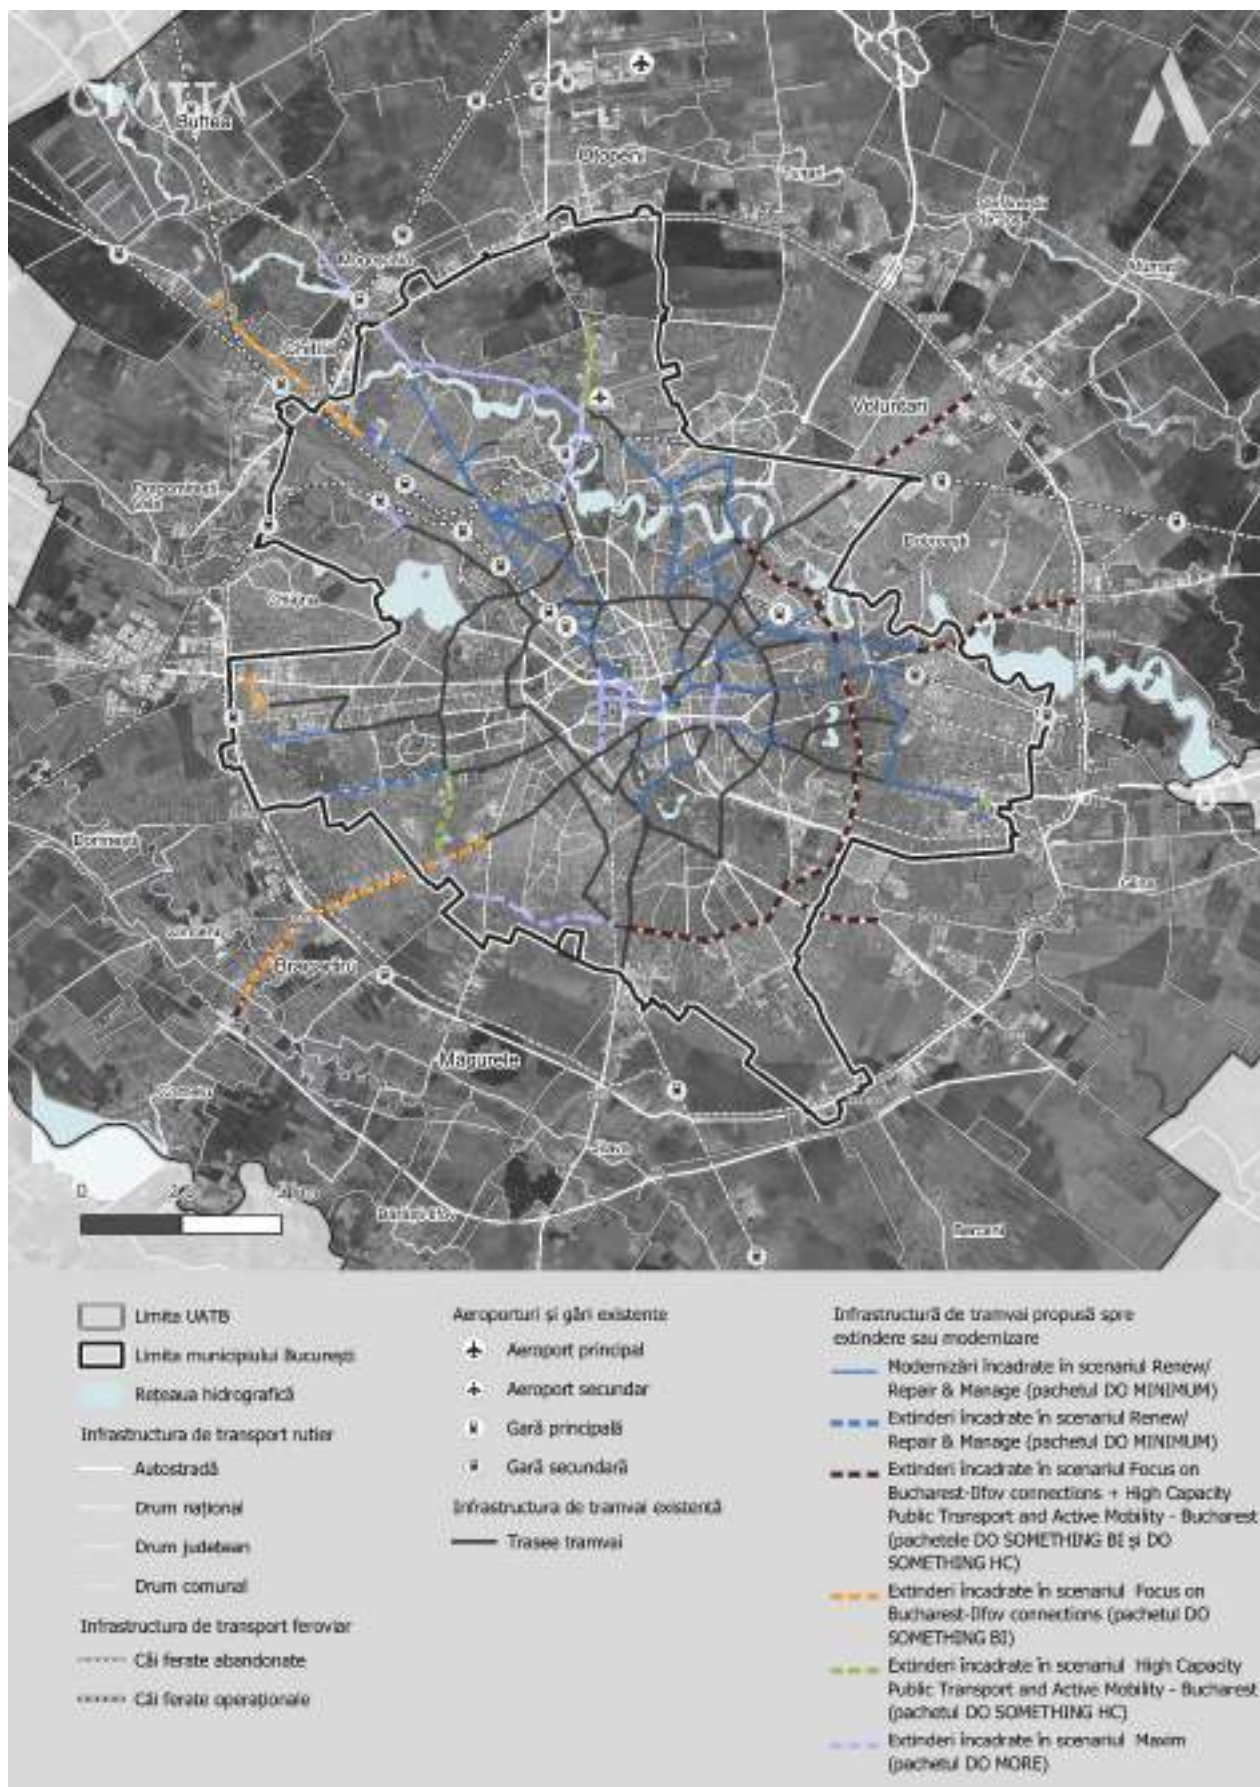 CIVITTA
Buftea
Otopeni
Mogoșoaia
Chitila
Voluntari
Dobroești
Chiajna
Domnești
Bragadiru
Măgurele
Cornetu
Jilava
Berceni
0
Limita UATB
Limita municipiului București
Rețeaua hidrografică
Infrastructura de transport rutier
Autostradă
Drum național
Drum județean
Drum comunal
Infrastructura de transport feroviar
Căi ferate abandonate
Căi ferate operaționale
Aeroporturi și gări existente
Aeroport principal
Aeroport secundar
Gară principală
Gară secundară
Infrastructura de tramvai existentă
Trasee tramvai
Infrastructură de tramvai propusă spre
extindere sau modernizare
Modernizări încadrate în scenariul Renew/
Repair & Manage (pachetul DO MINIMUM)
Extinderi încadrate în scenariul Renew/
Repair & Manage (pachetul DO MINIMUM)
Extinderi încadrate în scenariul Focus on
Bucharest-Ilfov connections + High Capacity
Public Transport and Active Mobility - Bucharest
(pachetele DO SOMETHING BI și DO
SOMETHING HC)
Extinderi încadrate în scenariul Focus on
Bucharest-Ilfov connections (pachetul DO
SOMETHING BI)
Extinderi încadrate în scenariul High Capacity
Public Transport and Active Mobility - Bucharest
(pachetul DO SOMETHING HC)
Extinderi încadrate în scenariul Maxim
(pachetul DO MORE)